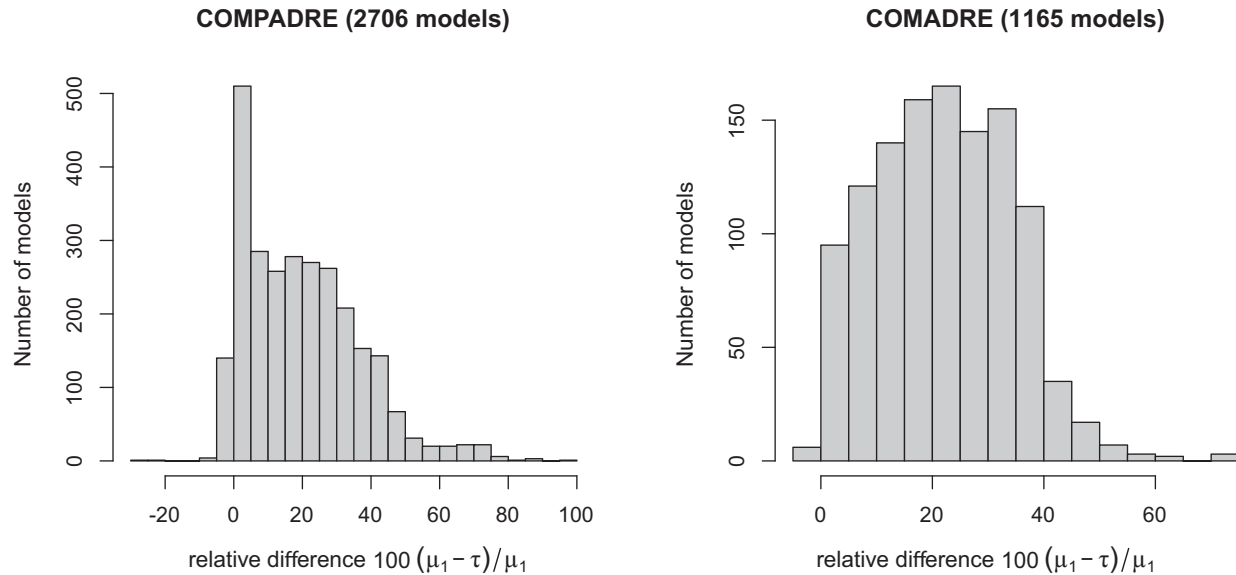 COMPADRE (2706 models)
Number of models
500
400
300
200
100
0
-20 0 20 40 60 80 100
relative difference 100 (μ₁ − τ)/μ₁
COMADRE (1165 models)
Number of models
150
100
50
0
0 20 40 60
relative difference 100 (μ₁ − τ)/μ₁